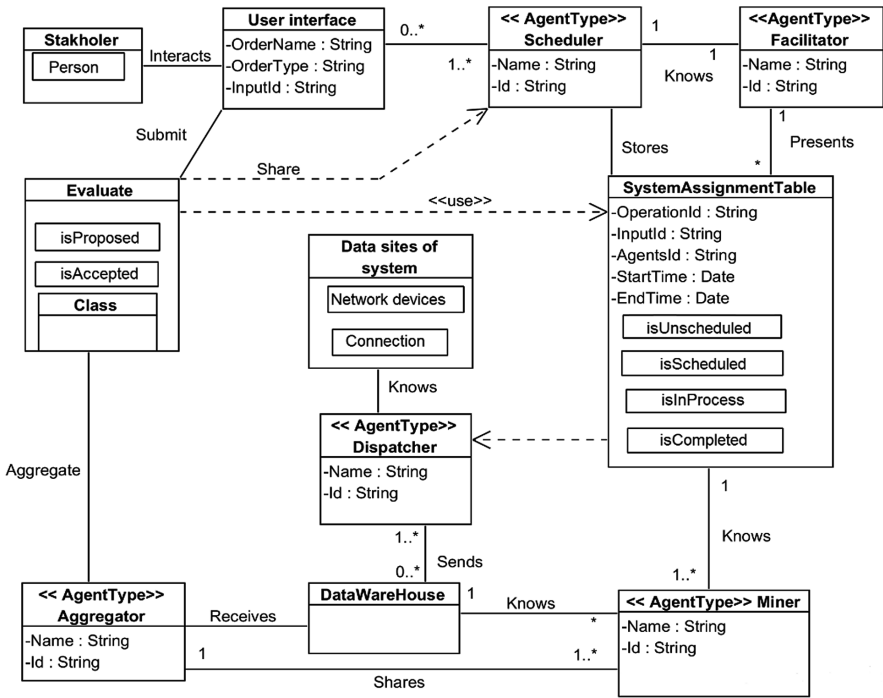 Stakholer
Person
Interacts
User interface
-OrderName : String
-OrderType : String
-InputId : String
0..*
1..*
<< AgentType>>
Scheduler
-Name : String
-Id : String
1
1
Knows
<<AgentType>>
Facilitator
-Name : String
-Id : String
Submit
Share
Stores
1
Presents
*
Evaluate
isProposed
isAccepted
Class
<<use>>
SystemAssignmentTable
-OperationId : String
-InputId : String
-AgentsId : String
-StartTime : Date
-EndTime : Date
isUnscheduled
isScheduled
isInProcess
isCompleted
Data sites of
system
Network devices
Connection
Knows
<< AgentType>>
Dispatcher
-Name : String
-Id : String
Aggregate
1..*
Sends
0..*
1
Knows
1..*
<< AgentType>>
Aggregator
-Name : String
-Id : String
Receives
DataWareHouse
1
Knows
*
<< AgentType>> Miner
-Name : String
-Id : String
1
1..*
Shares